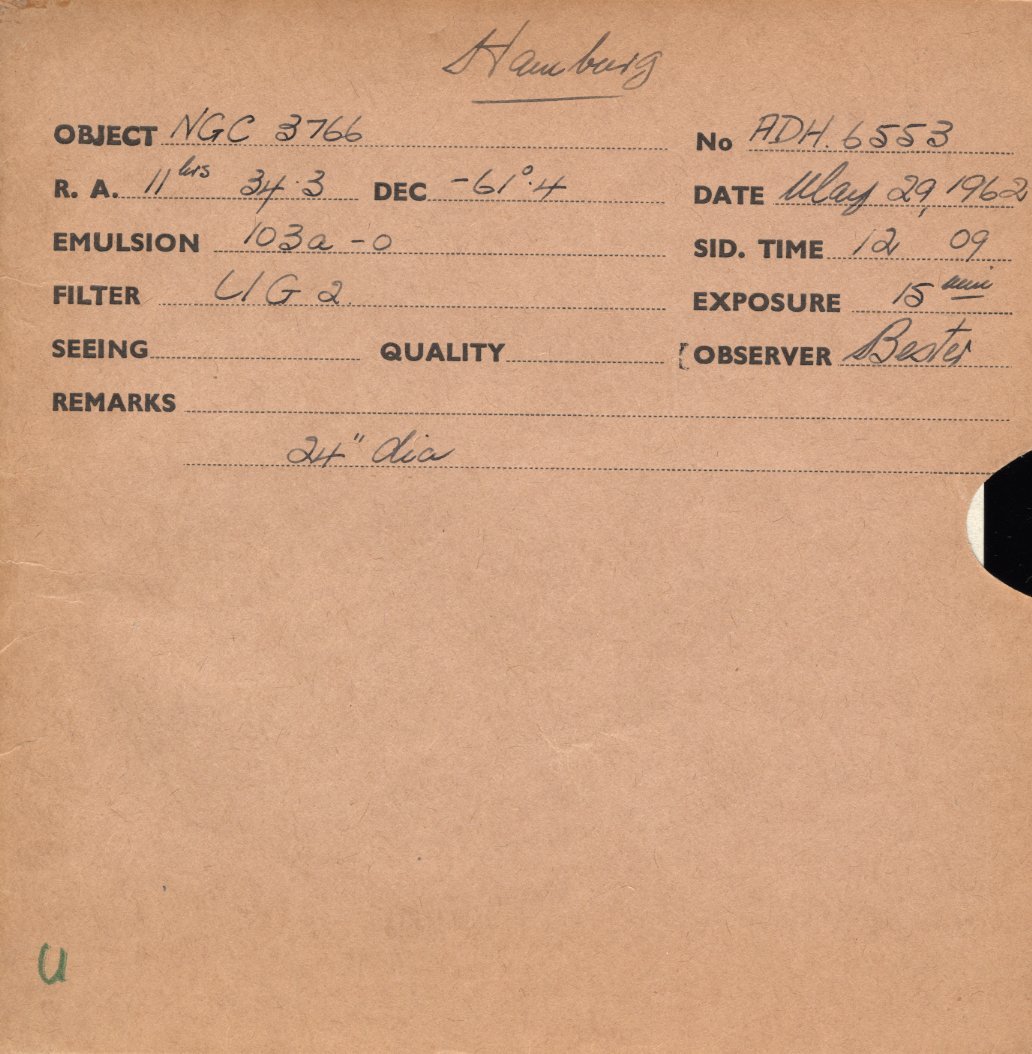 Hamburg
OBJECT NGC 3766 No ADH. 6553
R. A. 11 hrs 34.3 DEC -61°.4 DATE May 29, 1962
EMULSION 103a-o SID. TIME 12 09
FILTER UG 2 EXPOSURE 15 min
SEEING QUALITY [OBSERVER Bester
REMARKS
24" dia
U